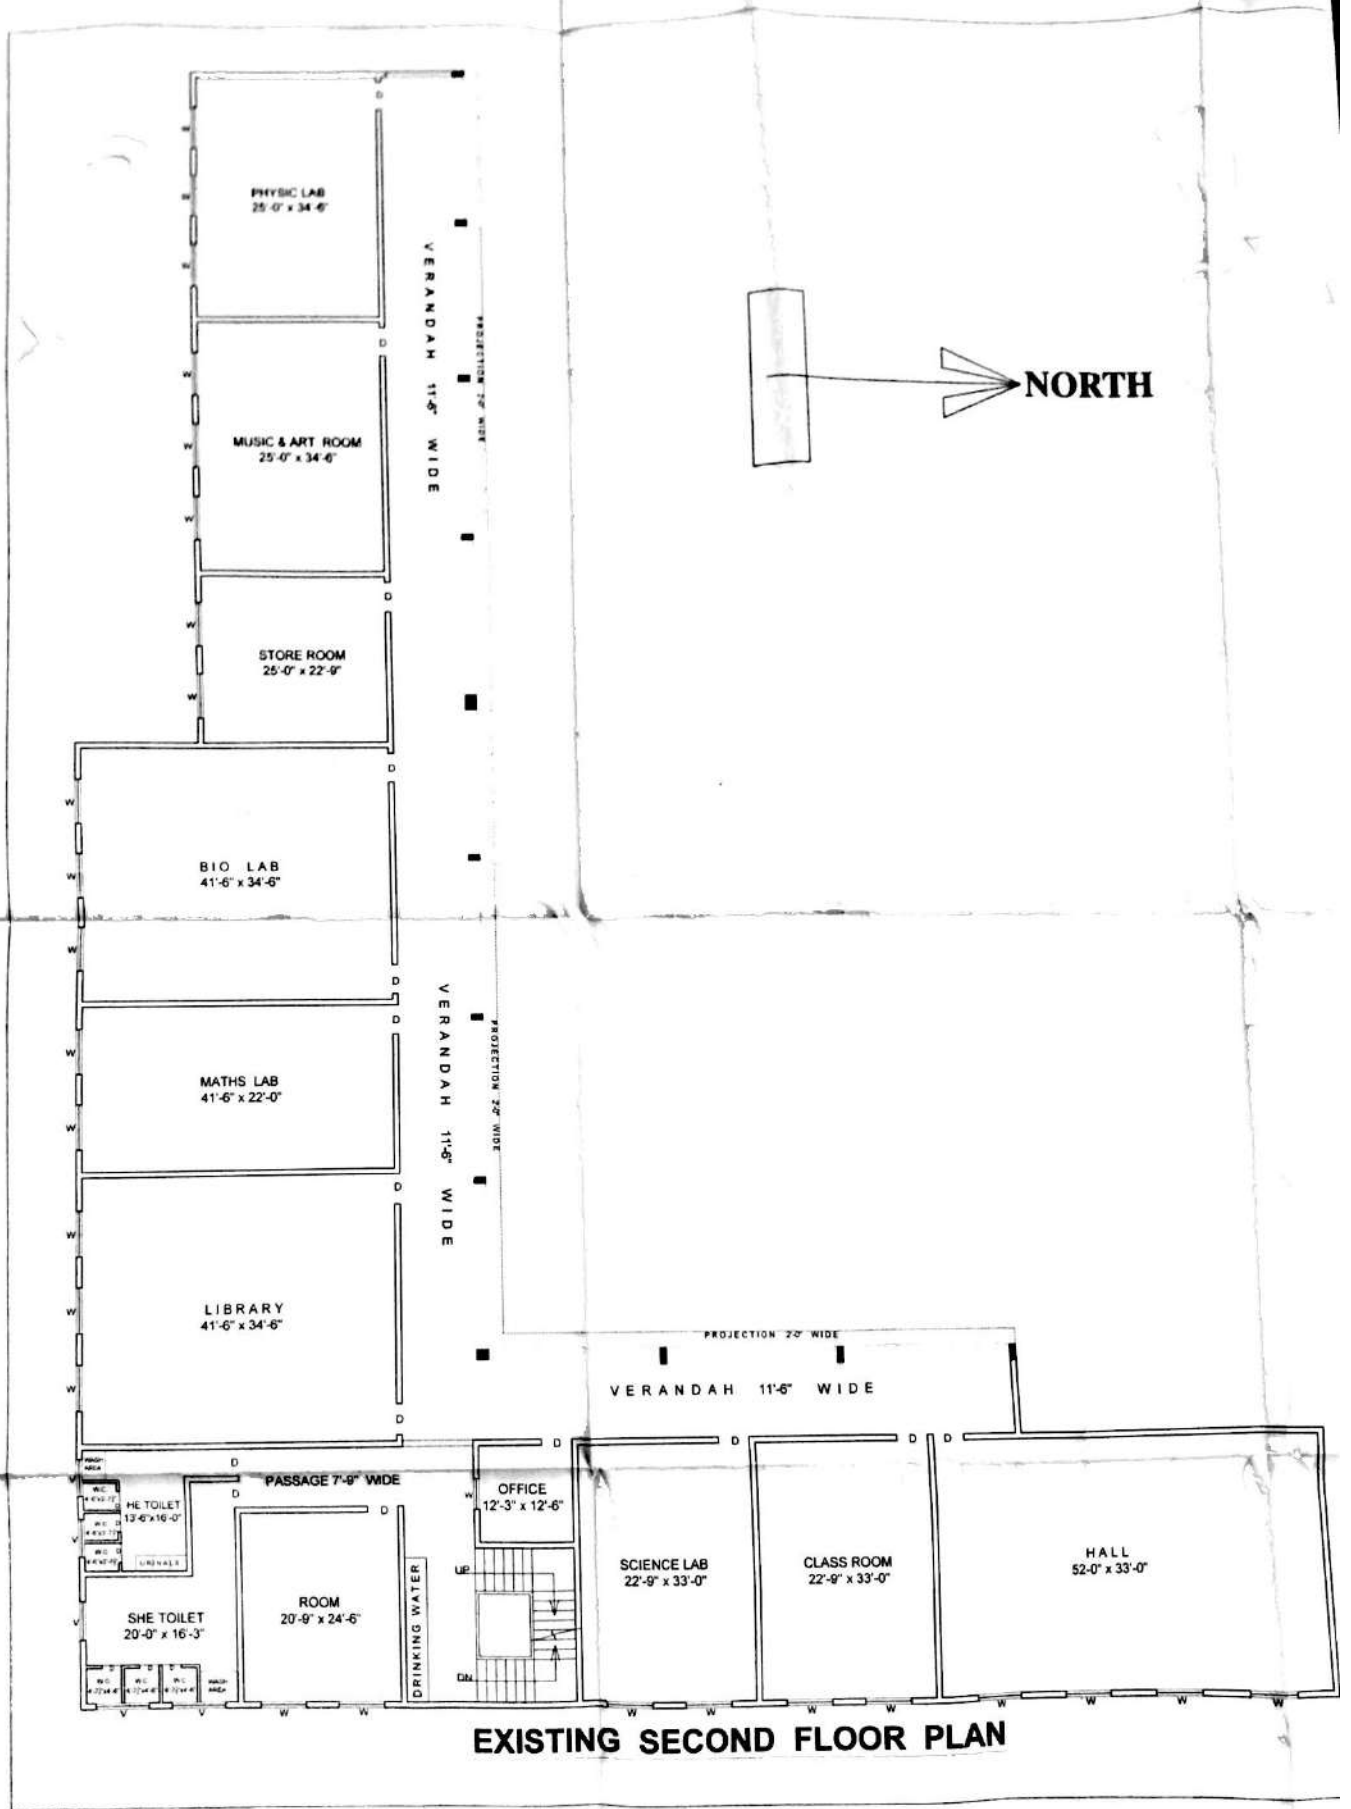 D
W
PHYSIC LAB
25'-0" x 34'-6"
W
W
VERANDAH 11'-6" WIDE
PROJECTION 2'-0" WIDE
NORTH
D
W
MUSIC & ART ROOM
25'-0" x 34'-6"
W
W
D
W
STORE ROOM
25'-0" x 22'-9"
W
D
W
BIO LAB
41'-6" x 34'-6"
W
W
D
VERANDAH 11'-6" WIDE
PROJECTION 2'-0" WIDE
D
W
MATHS LAB
41'-6" x 22'-0"
W
D
W
LIBRARY
41'-6" x 34'-6"
W
W
D
PROJECTION 2'-0" WIDE
VERANDAH 11'-6" WIDE
D
D
D
D
WASH
AREA
D
PASSAGE 7'-9" WIDE
V
D
D
OFFICE
12'-3" x 12'-6"
W
W.C
HE TOILET
13'-6"x16'-0"
W.C
D
V
W.C
D
URINALS
UP
DRINKING WATER
DN
SCIENCE LAB
22'-9" x 33'-0"
CLASS ROOM
22'-9" x 33'-0"
HALL
52-0" x 33'-0"
ROOM
20'-9" x 24'-6"
SHE TOILET
20'-0" x 16'-3"
V
D
D
D
W.C
W.C
W.C
WASH
AREA
V
V
W
W
W
W
W
W
W
W
W
W
EXISTING SECOND FLOOR PLAN